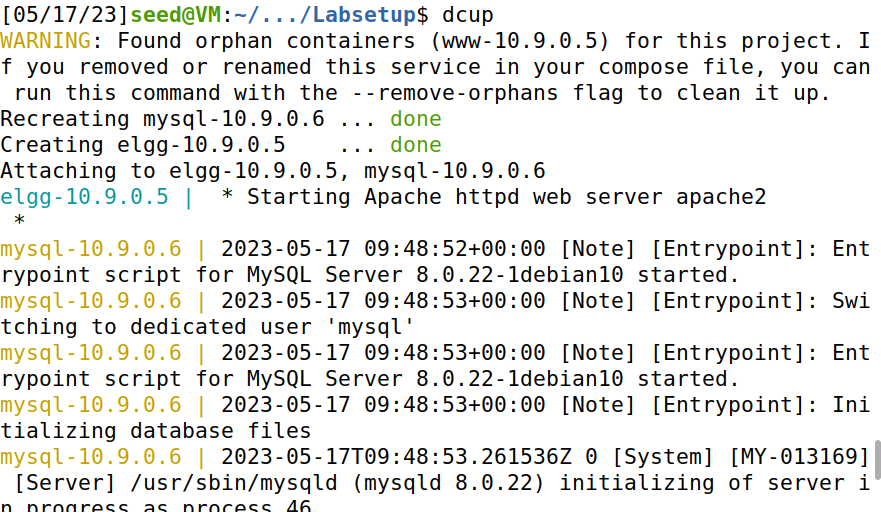 [05/17/23]seed@VM:~/.../Labsetup$ dcup
WARNING: Found orphan containers (www-10.9.0.5) for this project. I
f you removed or renamed this service in your compose file, you can
 run this command with the --remove-orphans flag to clean it up.
Recreating mysql-10.9.0.6 ... done
Creating elgg-10.9.0.5    ... done
Attaching to elgg-10.9.0.5, mysql-10.9.0.6
elgg-10.9.0.5 |  * Starting Apache httpd web server apache2
 *
mysql-10.9.0.6 | 2023-05-17 09:48:52+00:00 [Note] [Entrypoint]: Ent
rypoint script for MySQL Server 8.0.22-1debian10 started.
mysql-10.9.0.6 | 2023-05-17 09:48:53+00:00 [Note] [Entrypoint]: Swi
tching to dedicated user 'mysql'
mysql-10.9.0.6 | 2023-05-17 09:48:53+00:00 [Note] [Entrypoint]: Ent
rypoint script for MySQL Server 8.0.22-1debian10 started.
mysql-10.9.0.6 | 2023-05-17 09:48:53+00:00 [Note] [Entrypoint]: Ini
tializing database files
mysql-10.9.0.6 | 2023-05-17T09:48:53.261536Z 0 [System] [MY-013169]
 [Server] /usr/sbin/mysqld (mysqld 8.0.22) initializing of server i
n progress as process 46